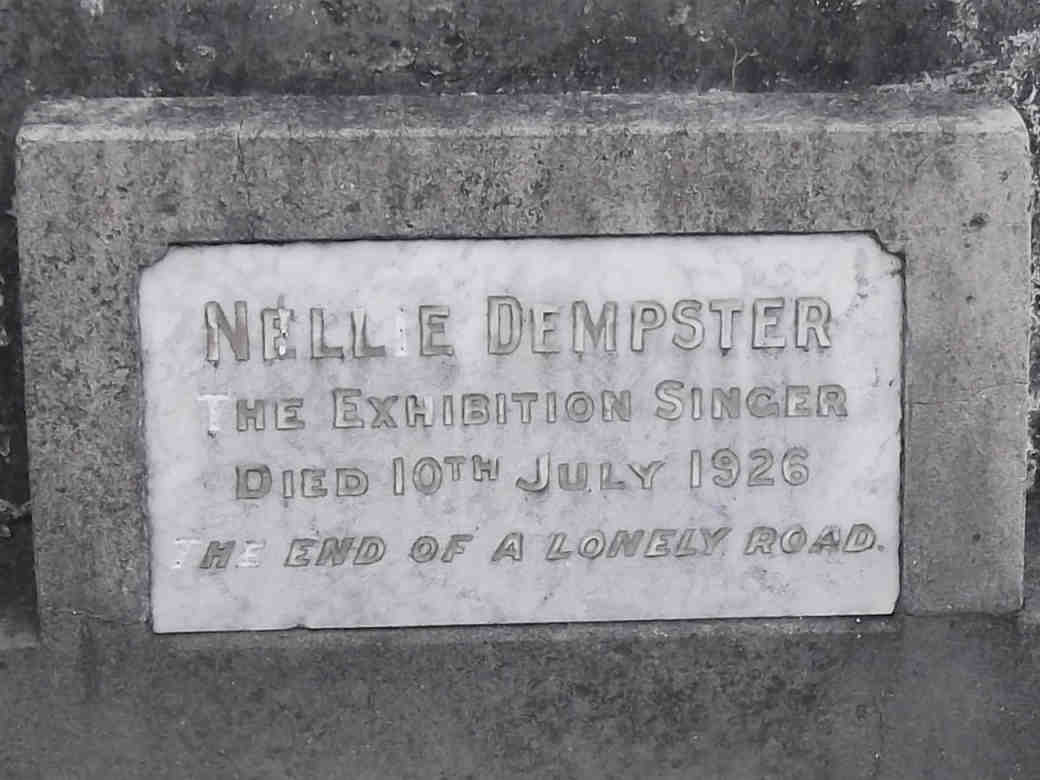 NELLIE DEMPSTER
THE EXHIBITION SINGER
DIED 10TH JULY 1926
THE END OF A LONELY ROAD.